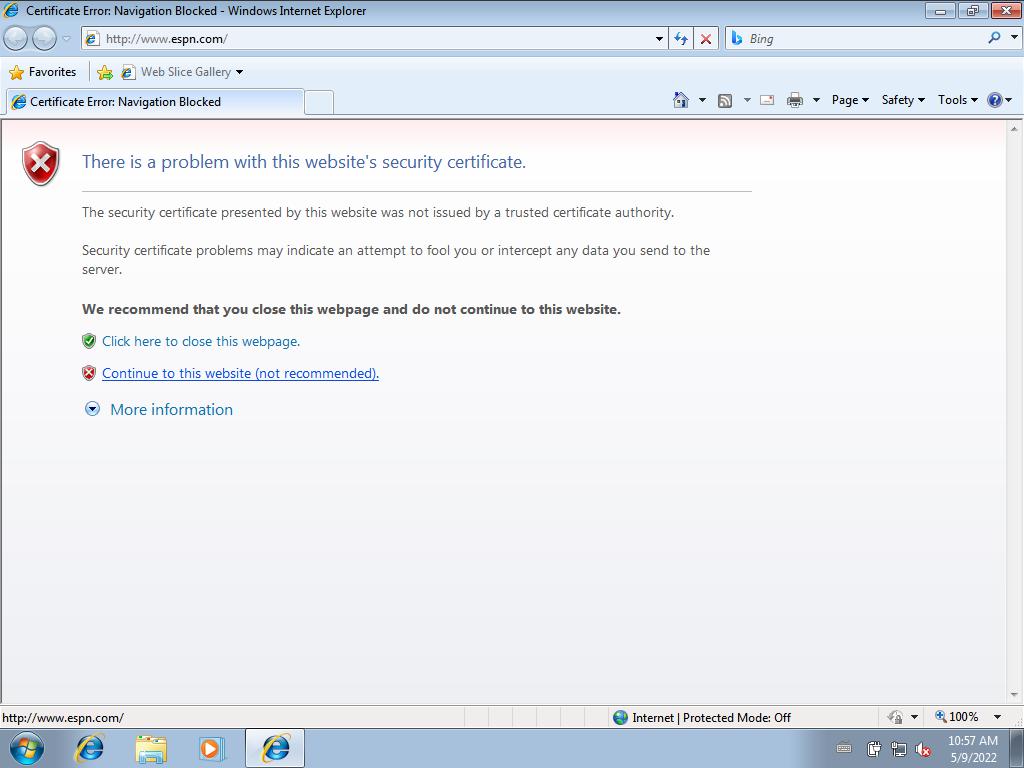 Certificate Error: Navigation Blocked - Windows Internet Explorer
http://www.espn.com/
Bing
Favorites
Web Slice Gallery
Certificate Error: Navigation Blocked
Page
Safety
Tools
There is a problem with this website's security certificate.
The security certificate presented by this website was not issued by a trusted certificate authority.
Security certificate problems may indicate an attempt to fool you or intercept any data you send to the
server.
We recommend that you close this webpage and do not continue to this website.
Click here to close this webpage.
Continue to this website (not recommended).
More information
http://www.espn.com/
Internet | Protected Mode: Off
100%
10:57 AM
5/9/2022